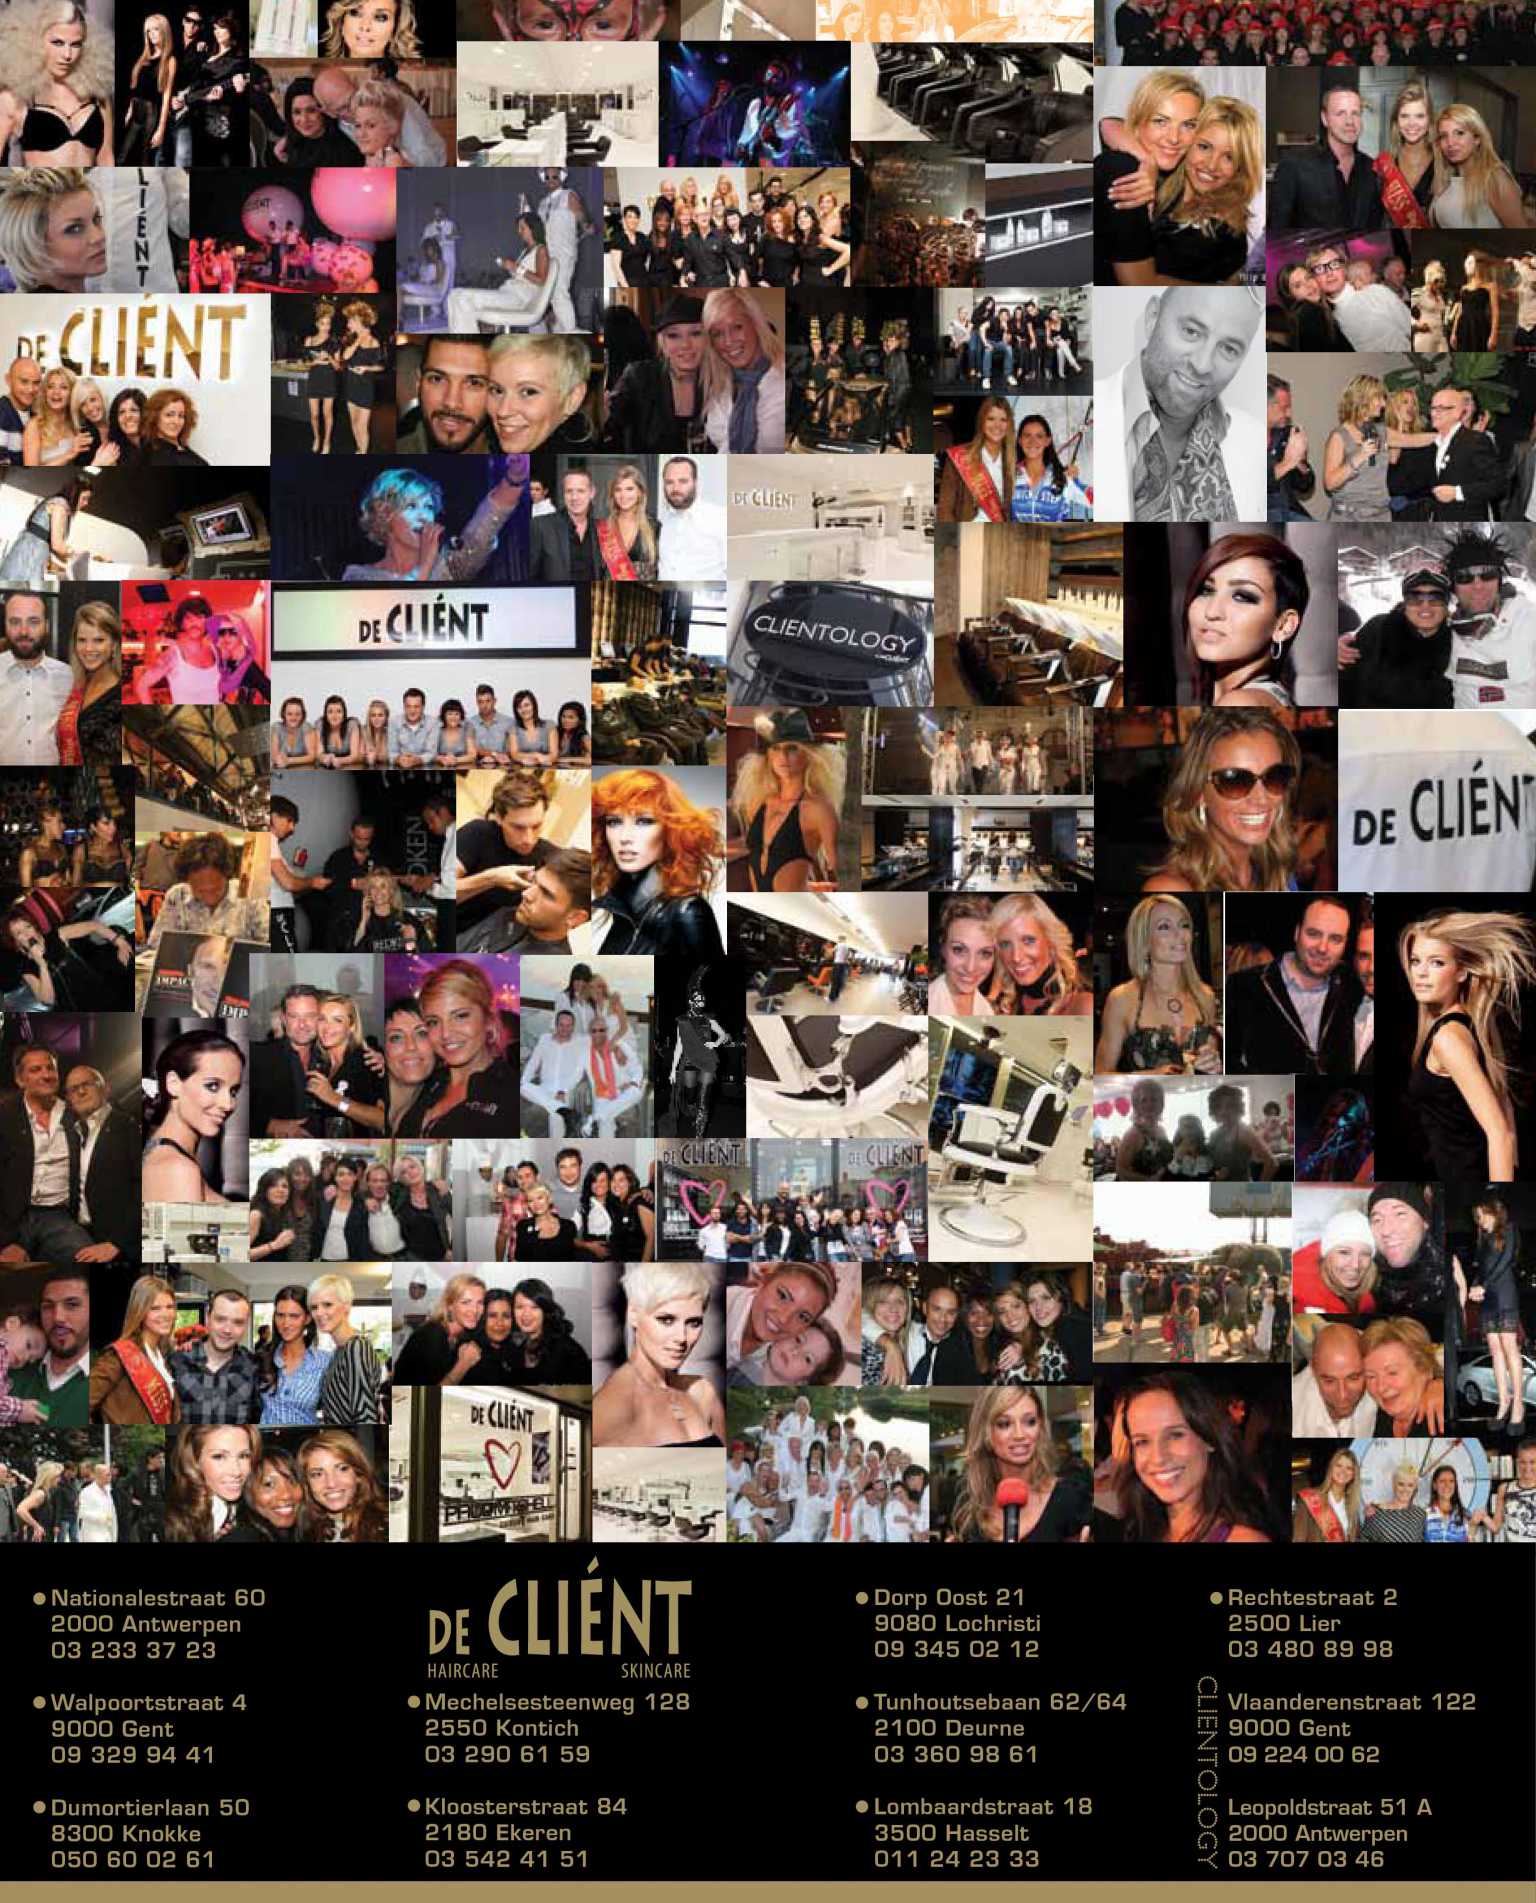 DE CLIÉNT
CLIÉNT
DE CLIÉNT
DE CLIÉNT
CLIENTOLOGY
DE CLIÉNT
IMPACT
DE CLIÉNT
DE CLIÉNT
DE CLIÉNT
Nationalestraat 60
2000 Antwerpen
03 233 37 23
Walpoortstraat 4
9000 Gent
09 329 94 41
Dumortierlaan 50
8300 Knokke
050 60 02 61
DE CLIÉNT
HAIRCARE SKINCARE
Mechelsesteenweg 128
2550 Kontich
03 290 61 59
Kloosterstraat 84
2180 Ekeren
03 542 41 51
Dorp Oost 21
9080 Lochristi
09 345 02 12
Tunhoutsebaan 62/64
2100 Deurne
03 360 98 61
Lombaardstraat 18
3500 Hasselt
011 24 23 33
Rechtestraat 2
2500 Lier
03 480 89 98
CLIENTOLOGY
Vlaanderenstraat 122
9000 Gent
09 224 00 62
Leopoldstraat 51 A
2000 Antwerpen
03 707 03 46